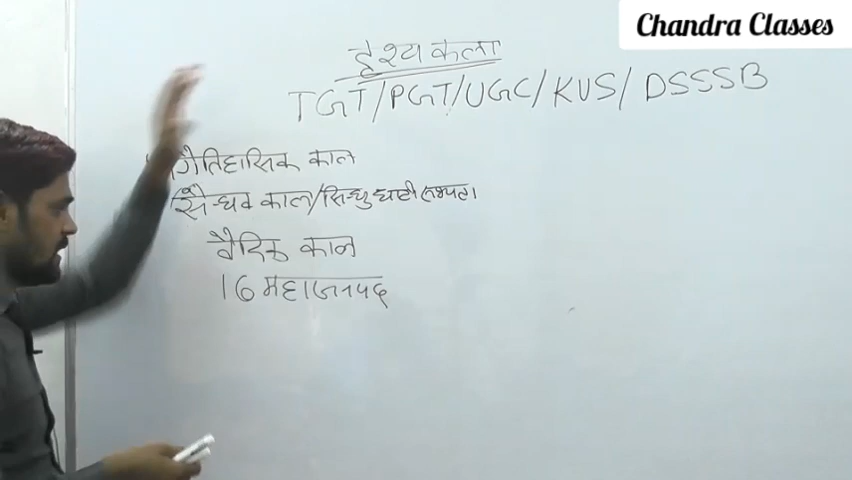 Chandra Classes
दृश्य कला
TGT/PGT/UGC/KVS/DSSSB
गैतिहासिक काल
सैन्धव काल/सिन्धु घाटी सभ्यता
वैदिक काल
16 महाजनपद